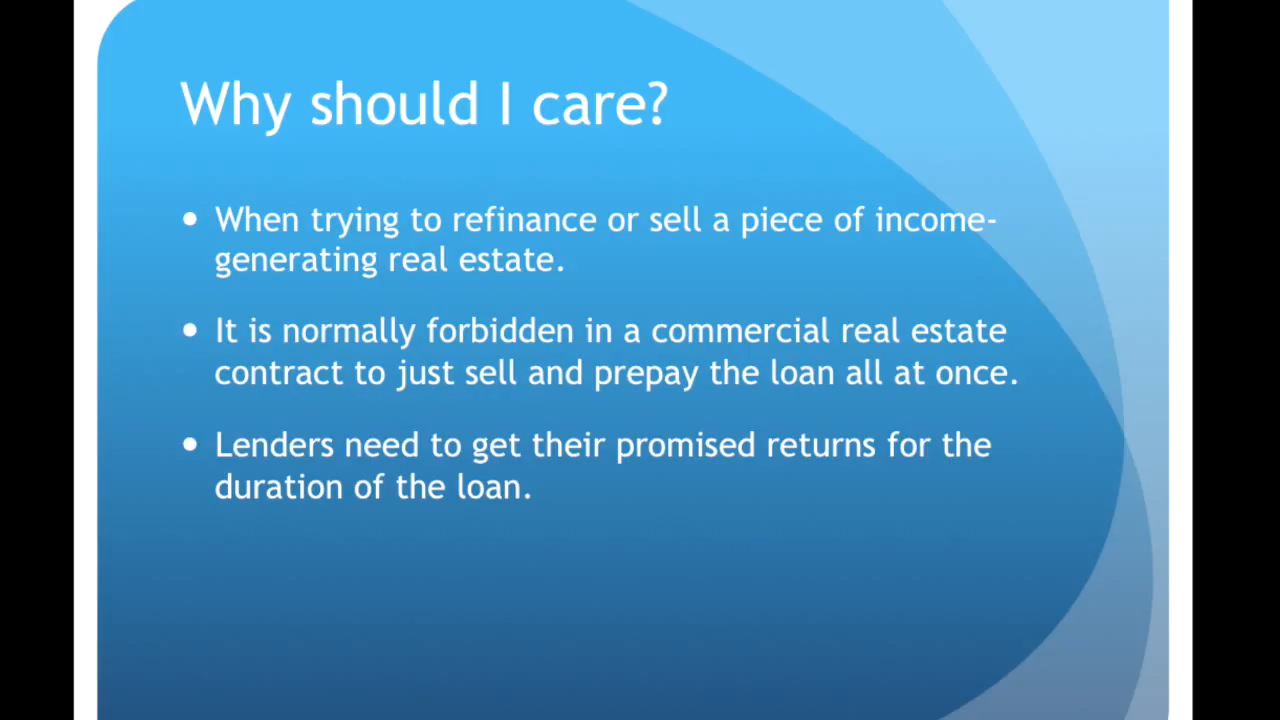 Why should I care?
• When trying to refinance or sell a piece of income-
generating real estate.
• It is normally forbidden in a commercial real estate
contract to just sell and prepay the loan all at once.
• Lenders need to get their promised returns for the
duration of the loan.